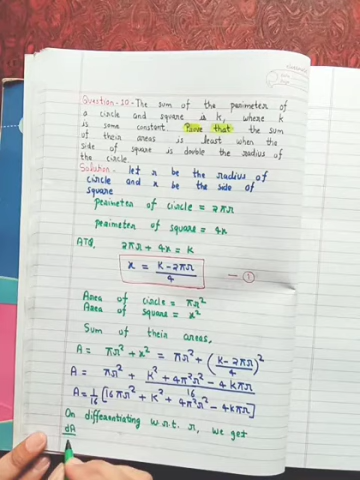 Question-10-The sum of the perimeter of
a circle and square is k, where k
is some constant. Prove that the sum
of their areas is least when the
side of square is double the radius of
the circle.
Solution - let r be the radius of
circle and x be the side of
square
perimeter of circle = 2πr
perimeter of square = 4x
ATQ, 2πr + 4x = k
x = (k-2πr)/4 — ①
Area of circle = πr²
Area of square = x²
Sum of their areas,
A = πr² + x² = πr² + ((k-2πr)/4)²
A = πr² + (k² + 4π²r² - 4kπr)/16
A = 1/16 [16πr² + k² + 4π²r² - 4kπr]
On differentiating w.r.t. r, we get
dA